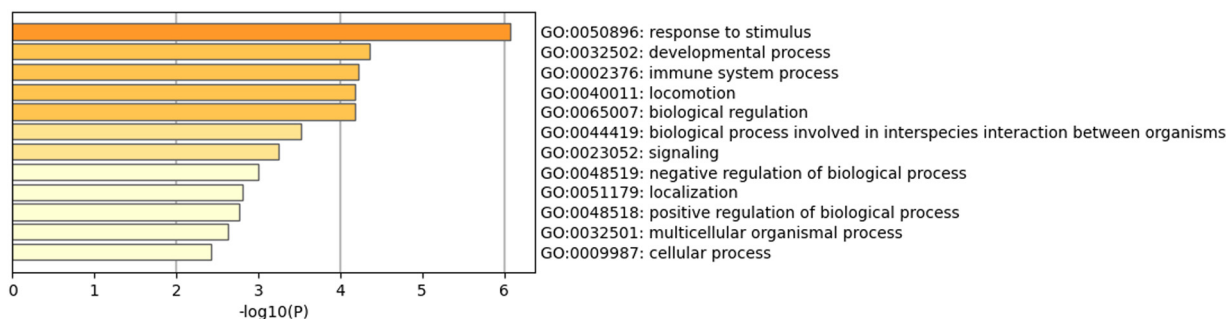 GO:0050896: response to stimulus
GO:0032502: developmental process
GO:0002376: immune system process
GO:0040011: locomotion
GO:0065007: biological regulation
GO:0044419: biological process involved in interspecies interaction between organisms
GO:0023052: signaling
GO:0048519: negative regulation of biological process
GO:0051179: localization
GO:0048518: positive regulation of biological process
GO:0032501: multicellular organismal process
GO:0009987: cellular process
0 1 2 3 4 5 6
-log10(P)